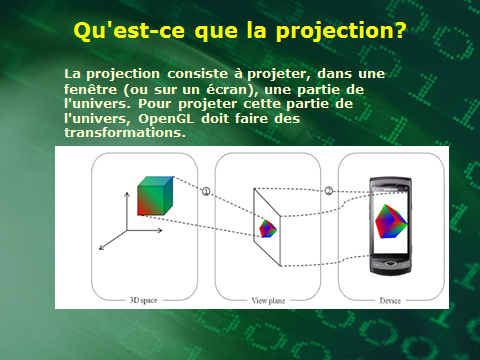 Qu'est-ce que la projection?
La projection consiste à projeter, dans une
fenêtre (ou sur un écran), une partie de
l'univers. Pour projeter cette partie de
l'univers, OpenGL doit faire des
transformations.
① ②
3D space View plane Device